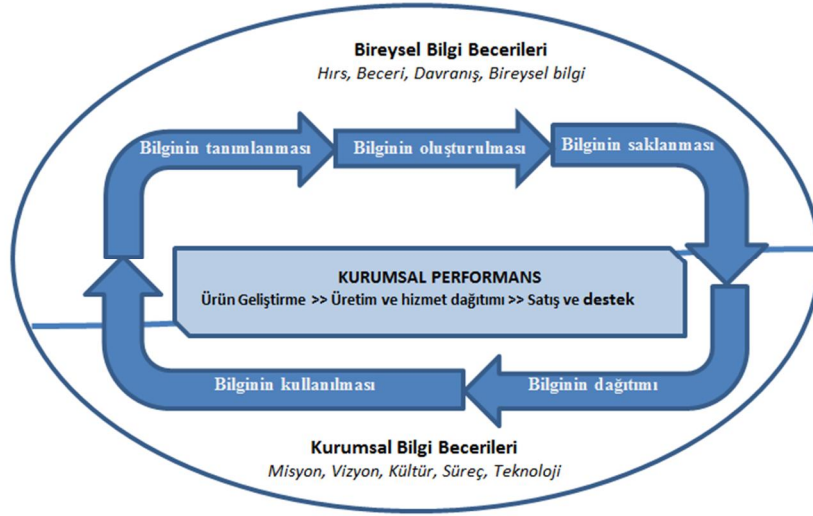 Bireysel Bilgi Becerileri
Hırs, Beceri, Davranış, Bireysel bilgi
Bilginin tanımlanması
Bilginin oluşturulması
Bilginin saklanması
KURUMSAL PERFORMANS
Ürün Geliştirme >> Üretim ve hizmet dağıtımı >> Satış ve destek
Bilginin kullanılması
Bilginin dağıtımı
Kurumsal Bilgi Becerileri
Misyon, Vizyon, Kültür, Süreç, Teknoloji